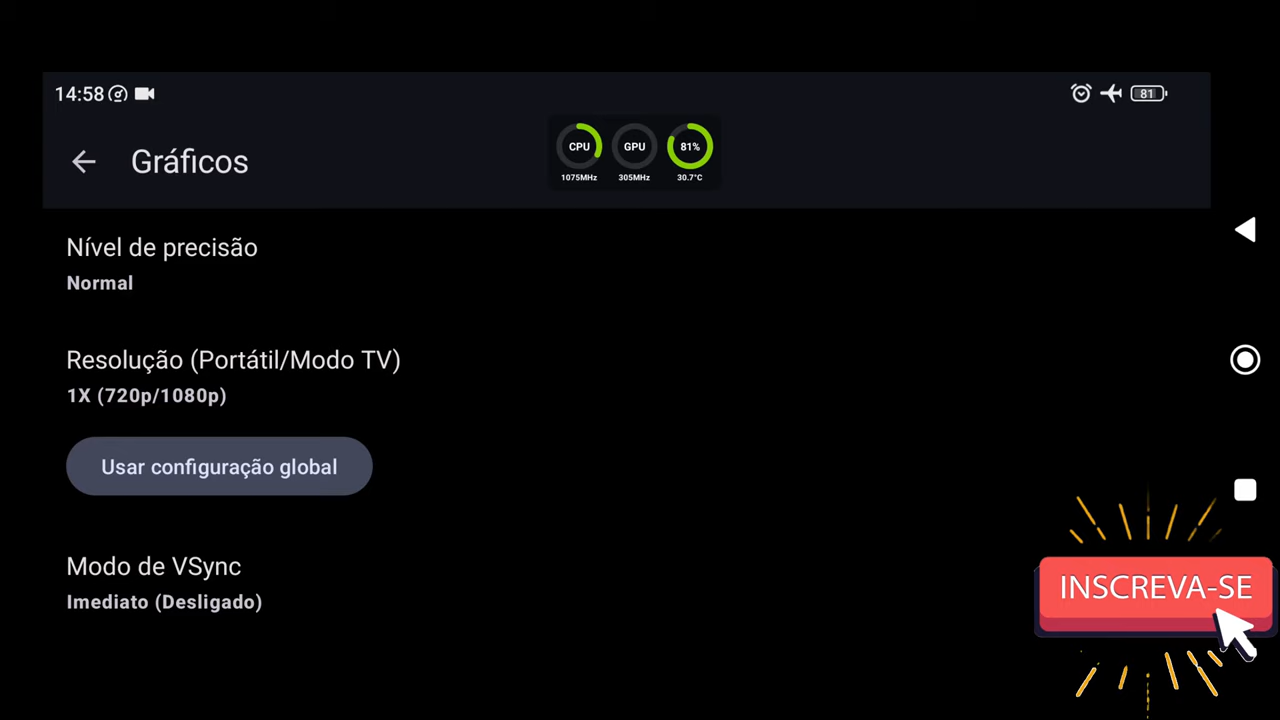 14:58
81
CPU GPU 81%
1075MHz 305MHz 30.7°C
Gráficos
Nível de precisão
Normal
Resolução (Portátil/Modo TV)
1X (720p/1080p)
Usar configuração global
Modo de VSync
Imediato (Desligado)
INSCREVA-SE